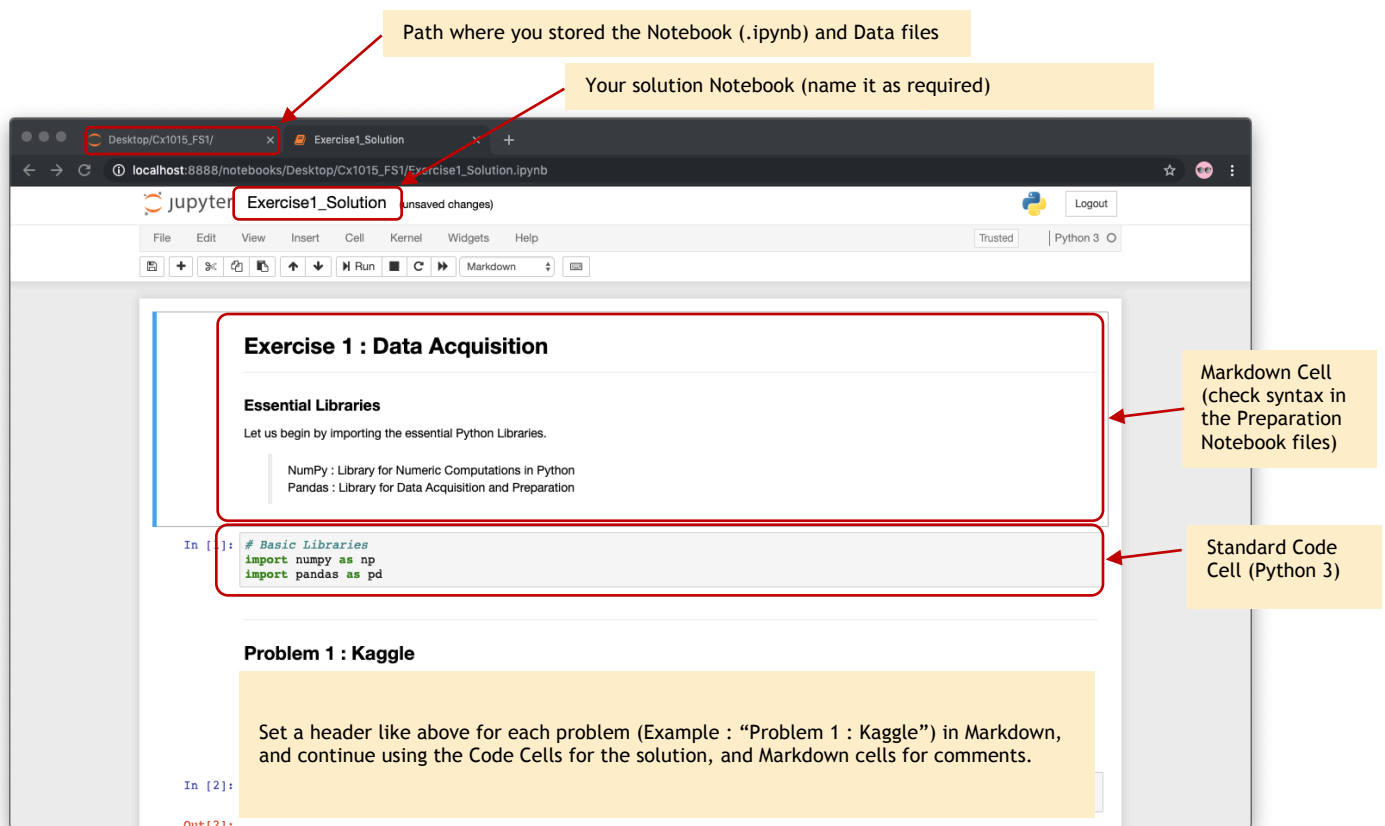 Path where you stored the Notebook (.ipynb) and Data files
Your solution Notebook (name it as required)
Desktop/Cx1015_FS1/
Exercise1_Solution
localhost:8888/notebooks/Desktop/Cx1015_FS1/Exercise1_Solution.ipynb
jupyter Exercise1_Solution (unsaved changes)
Logout
File Edit View Insert Cell Kernel Widgets Help
Trusted
Python 3
Run
Markdown
Exercise 1 : Data Acquisition
Essential Libraries
Let us begin by importing the essential Python Libraries.
NumPy : Library for Numeric Computations in Python
Pandas : Library for Data Acquisition and Preparation
Markdown Cell
(check syntax in
the Preparation
Notebook files)
In [1]:
# Basic Libraries
import numpy as np
import pandas as pd
Standard Code
Cell (Python 3)
Problem 1 : Kaggle
Set a header like above for each problem (Example : “Problem 1 : Kaggle”) in Markdown,
and continue using the Code Cells for the solution, and Markdown cells for comments.
In [2]:
Out[2]: